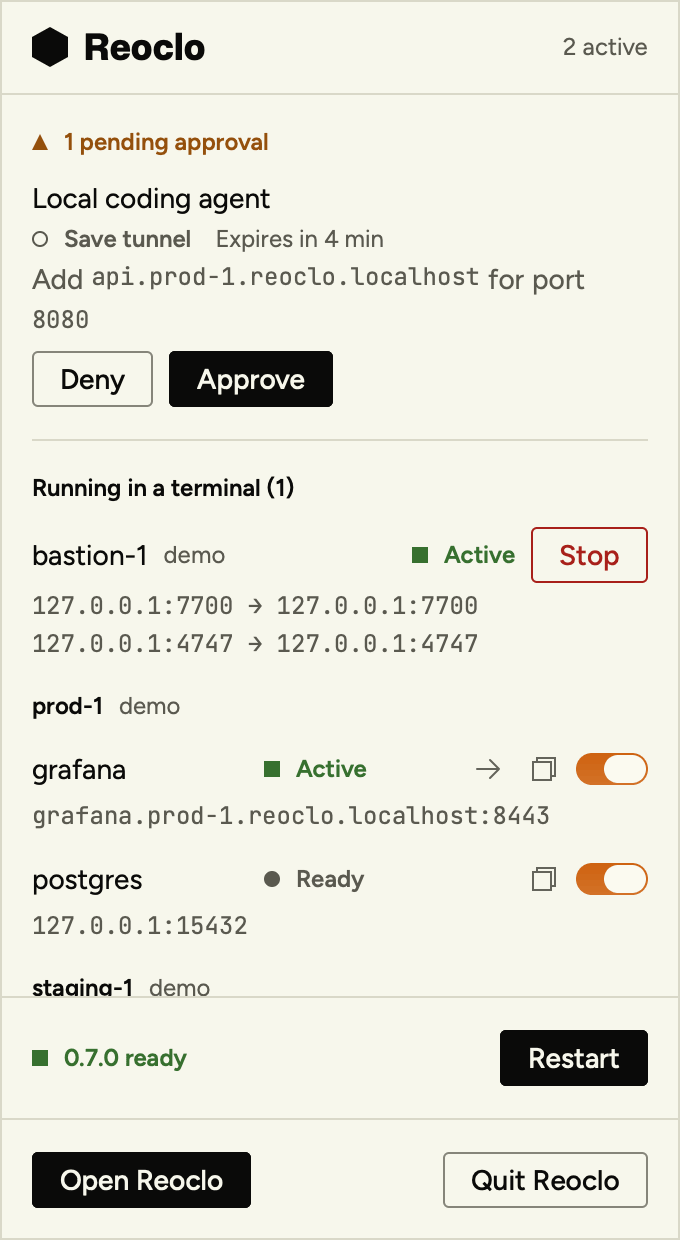 Reoclo
2 active
1 pending approval
Local coding agent
Save tunnel Expires in 4 min
Add api.prod-1.reoclo.localhost for port
8080
Deny Approve
Running in a terminal (1)
bastion-1 demo Active Stop
127.0.0.1:7700 → 127.0.0.1:7700
127.0.0.1:4747 → 127.0.0.1:4747
prod-1 demo
grafana Active
grafana.prod-1.reoclo.localhost:8443
postgres Ready
127.0.0.1:15432
staging-1 demo
0.7.0 ready Restart
Open Reoclo Quit Reoclo